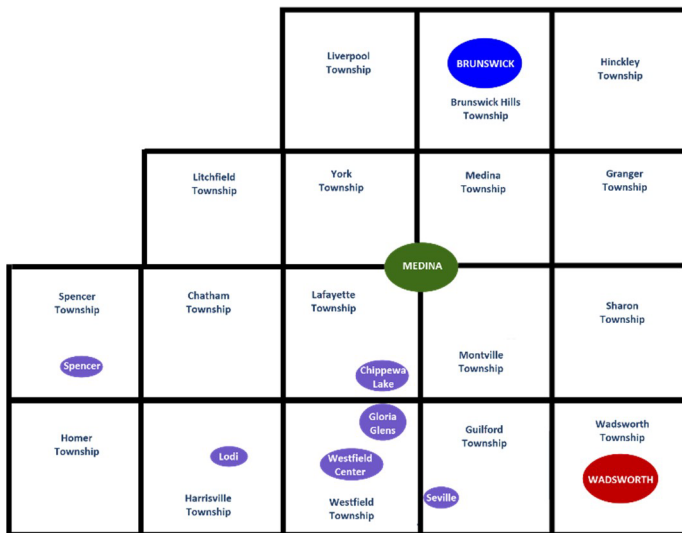 Liverpool
Township
BRUNSWICK
Brunswick Hills
Township
Hinckley
Township
Litchfield
Township
York
Township
Medina
Township
Granger
Township
MEDINA
Spencer
Township
Spencer
Chatham
Township
Lafayette
Township
Chippewa
Lake
Montville
Township
Sharon
Township
Homer
Township
Lodi
Harrisville
Township
Gloria
Glens
Westfield
Center
Westfield
Township
Guilford
Township
Seville
Wadsworth
Township
WADSWORTH